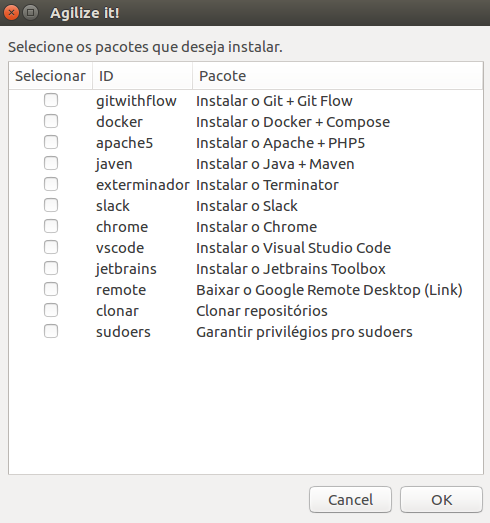 Agilize it!
Selecione os pacotes que deseja instalar.
Selecionar ID Pacote
gitwithflow Instalar o Git + Git Flow
docker Instalar o Docker + Compose
apache5 Instalar o Apache + PHP5
javen Instalar o Java + Maven
exterminador Instalar o Terminator
slack Instalar o Slack
chrome Instalar o Chrome
vscode Instalar o Visual Studio Code
jetbrains Instalar o Jetbrains Toolbox
remote Baixar o Google Remote Desktop (Link)
clonar Clonar repositórios
sudoers Garantir privilégios pro sudoers
Cancel OK